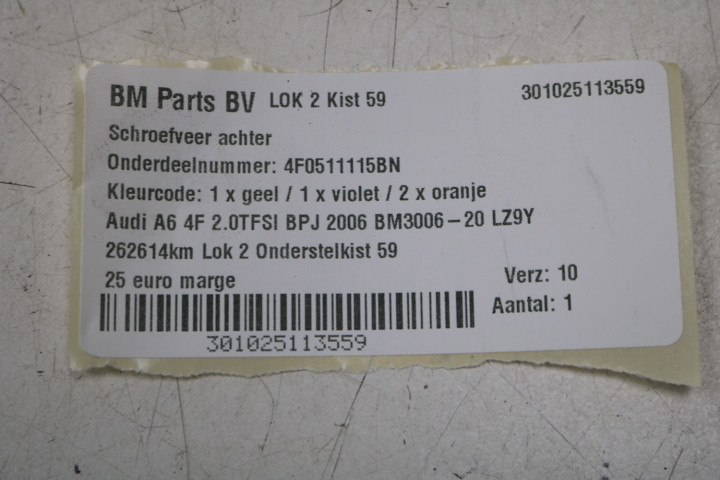 BM Parts BV LOK 2 Kist 59 301025113559
Schroefveer achter
Onderdeelnummer: 4F0511115BN
Kleurcode: 1 x geel / 1 x violet / 2 x oranje
Audi A6 4F 2.0TFSI BPJ 2006 BM3006-20 LZ9Y
262614km Lok 2 Onderstelkist 59
25 euro marge Verz: 10
Aantal: 1
301025113559